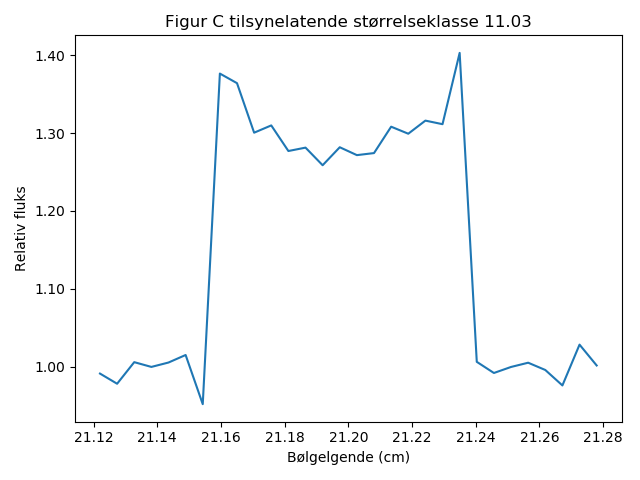 Figur C tilsynelatende størrelseklasse 11.03
1.40
1.30
1.20
1.10
1.00
Relativ fluks
21.12 21.14 21.16 21.18 21.20 21.22 21.24 21.26 21.28
Bølgelgende (cm)